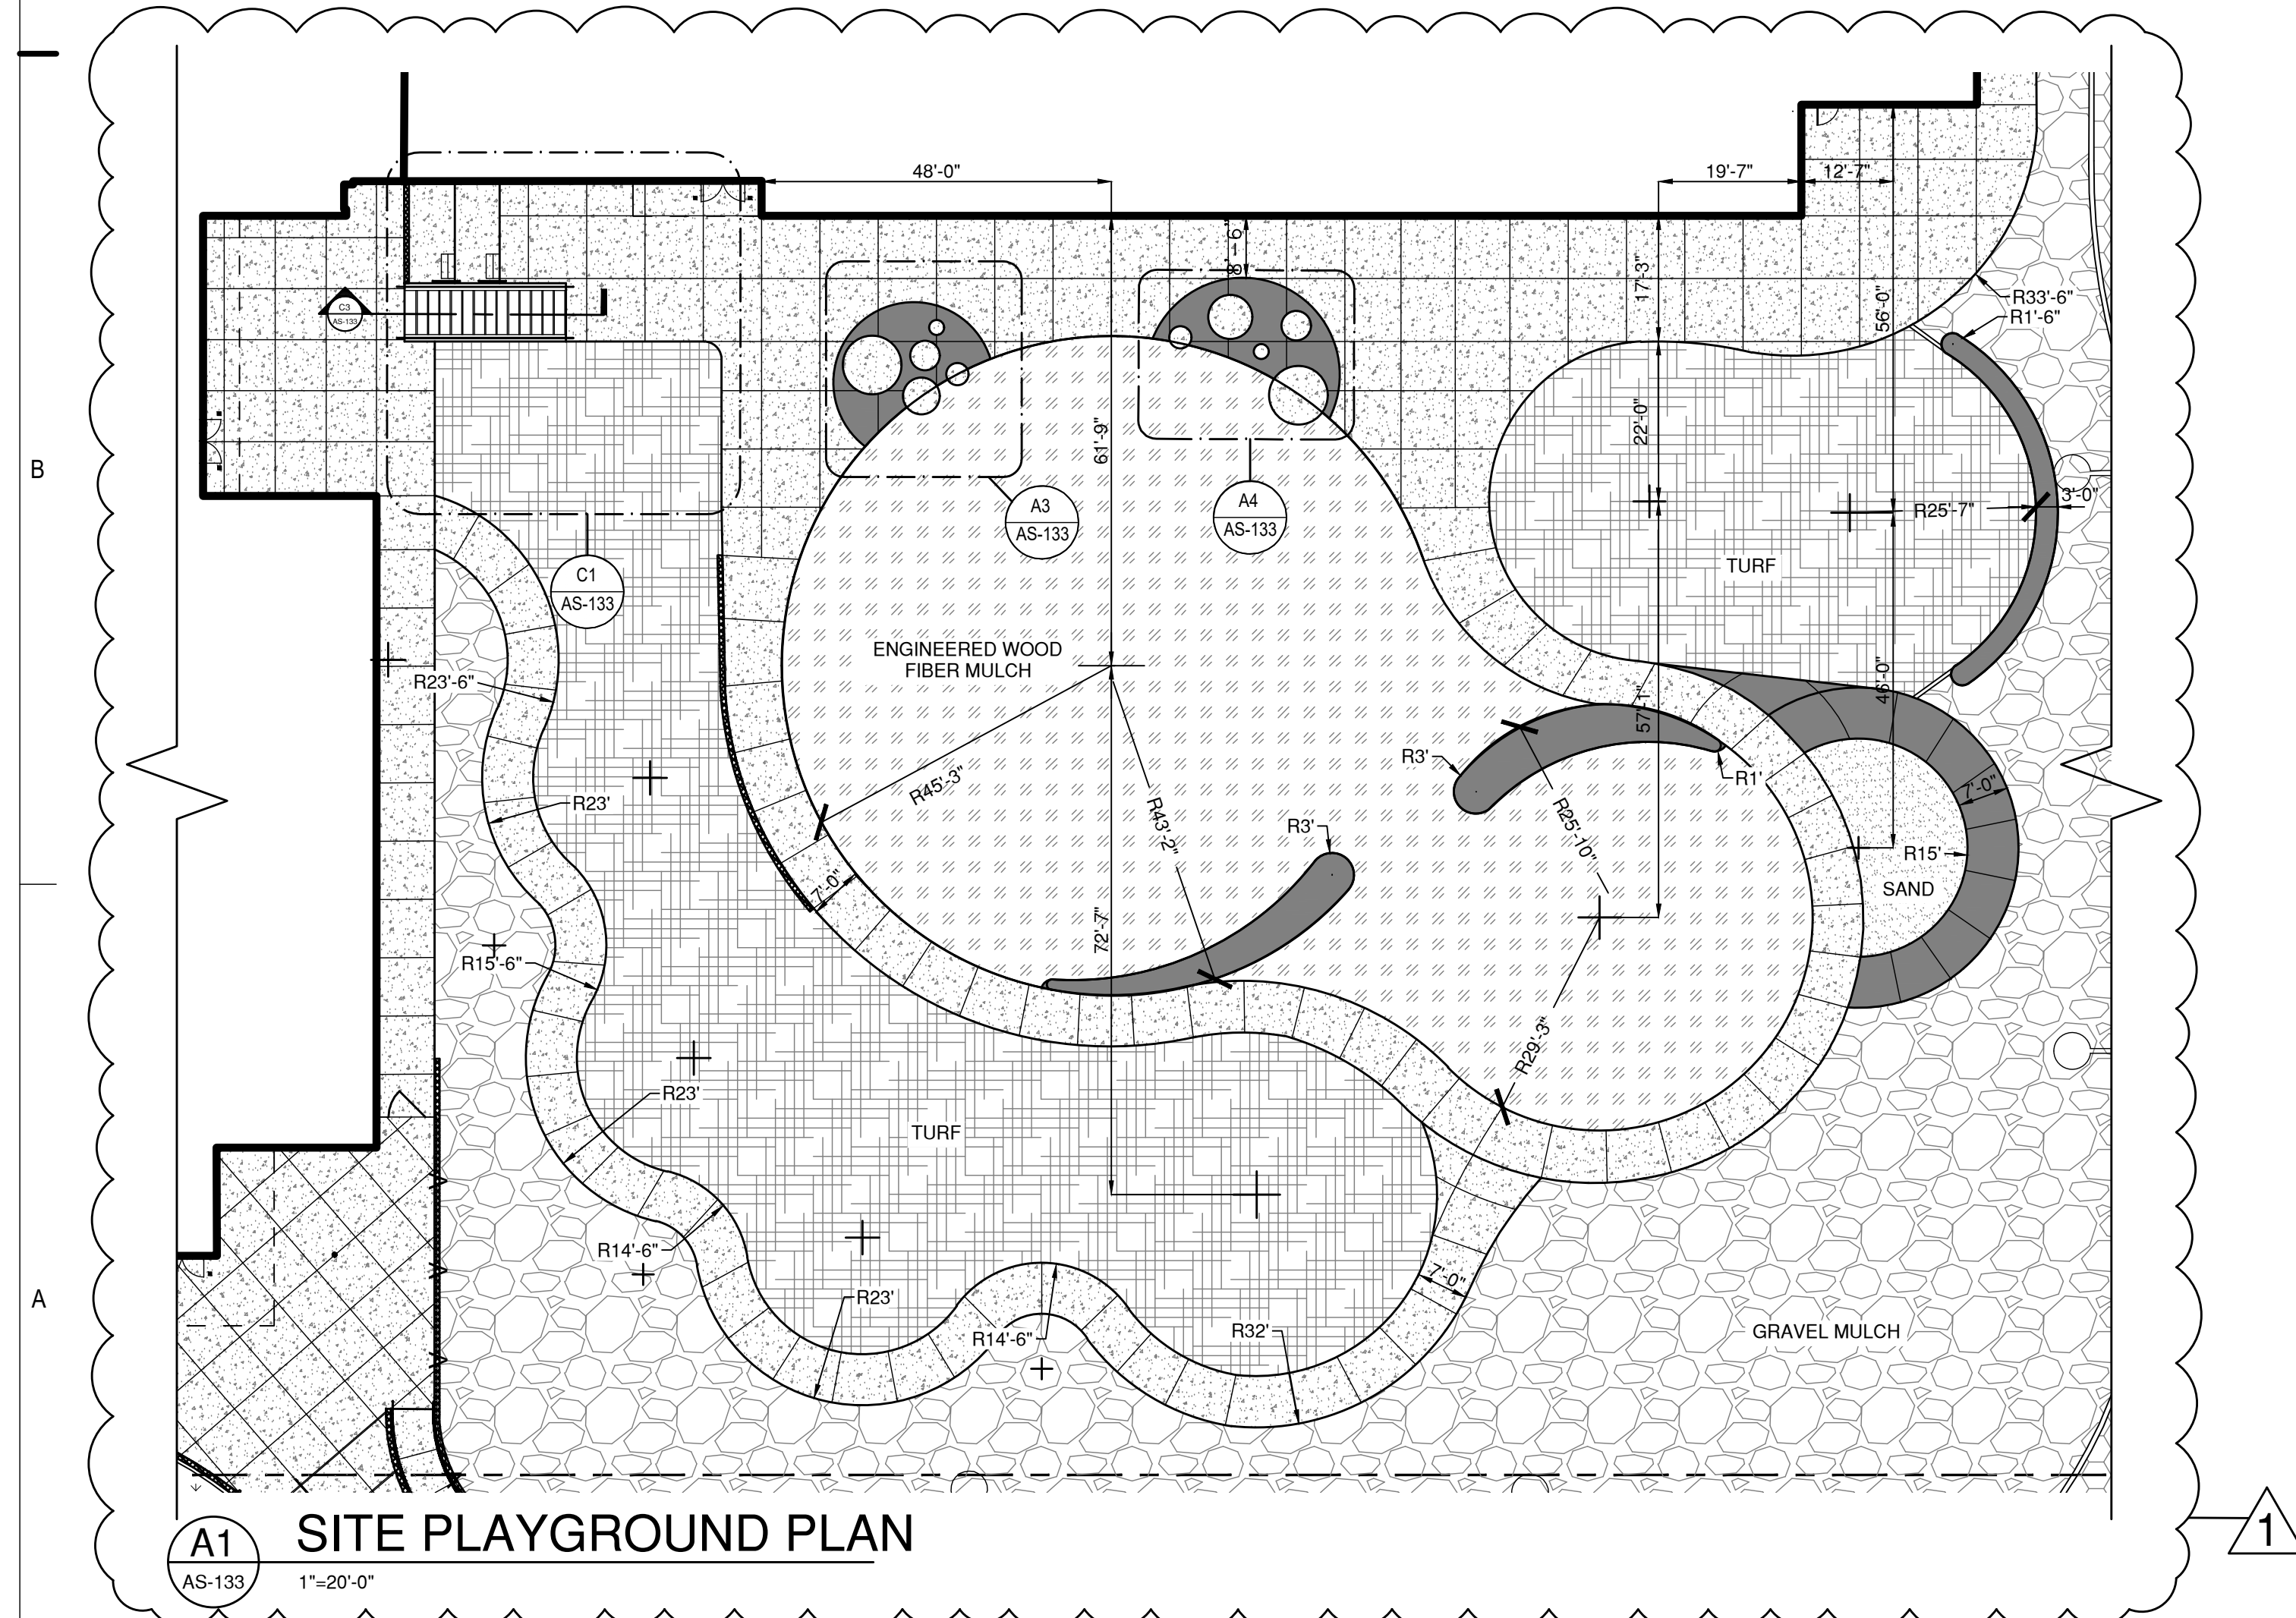 48'-0"
19'-7"
12'-7"
8'-6"
17'-3"
56'-0"
R33'-6"
R1'-6"
C3
AS-133
61'-9"
22'-0"
B
A3
AS-133
A4
AS-133
R25'-7"
3'-0"
TURF
C1
AS-133
ENGINEERED WOOD
FIBER MULCH
R23'-6"
46'-0"
57'-1"
R45'-3"
R43'-2"
R3'
R1'
7'-0"
R23'
R3'
R25'-10"
R15'
SAND
7'-0"
72'-7"
R15'-6"
R29'-3"
R23'
TURF
R14'-6"
7'-0"
A
R23'
R14'-6"
R32'
GRAVEL MULCH
A1
AS-133
SITE PLAYGROUND PLAN
1"=20'-0"
1